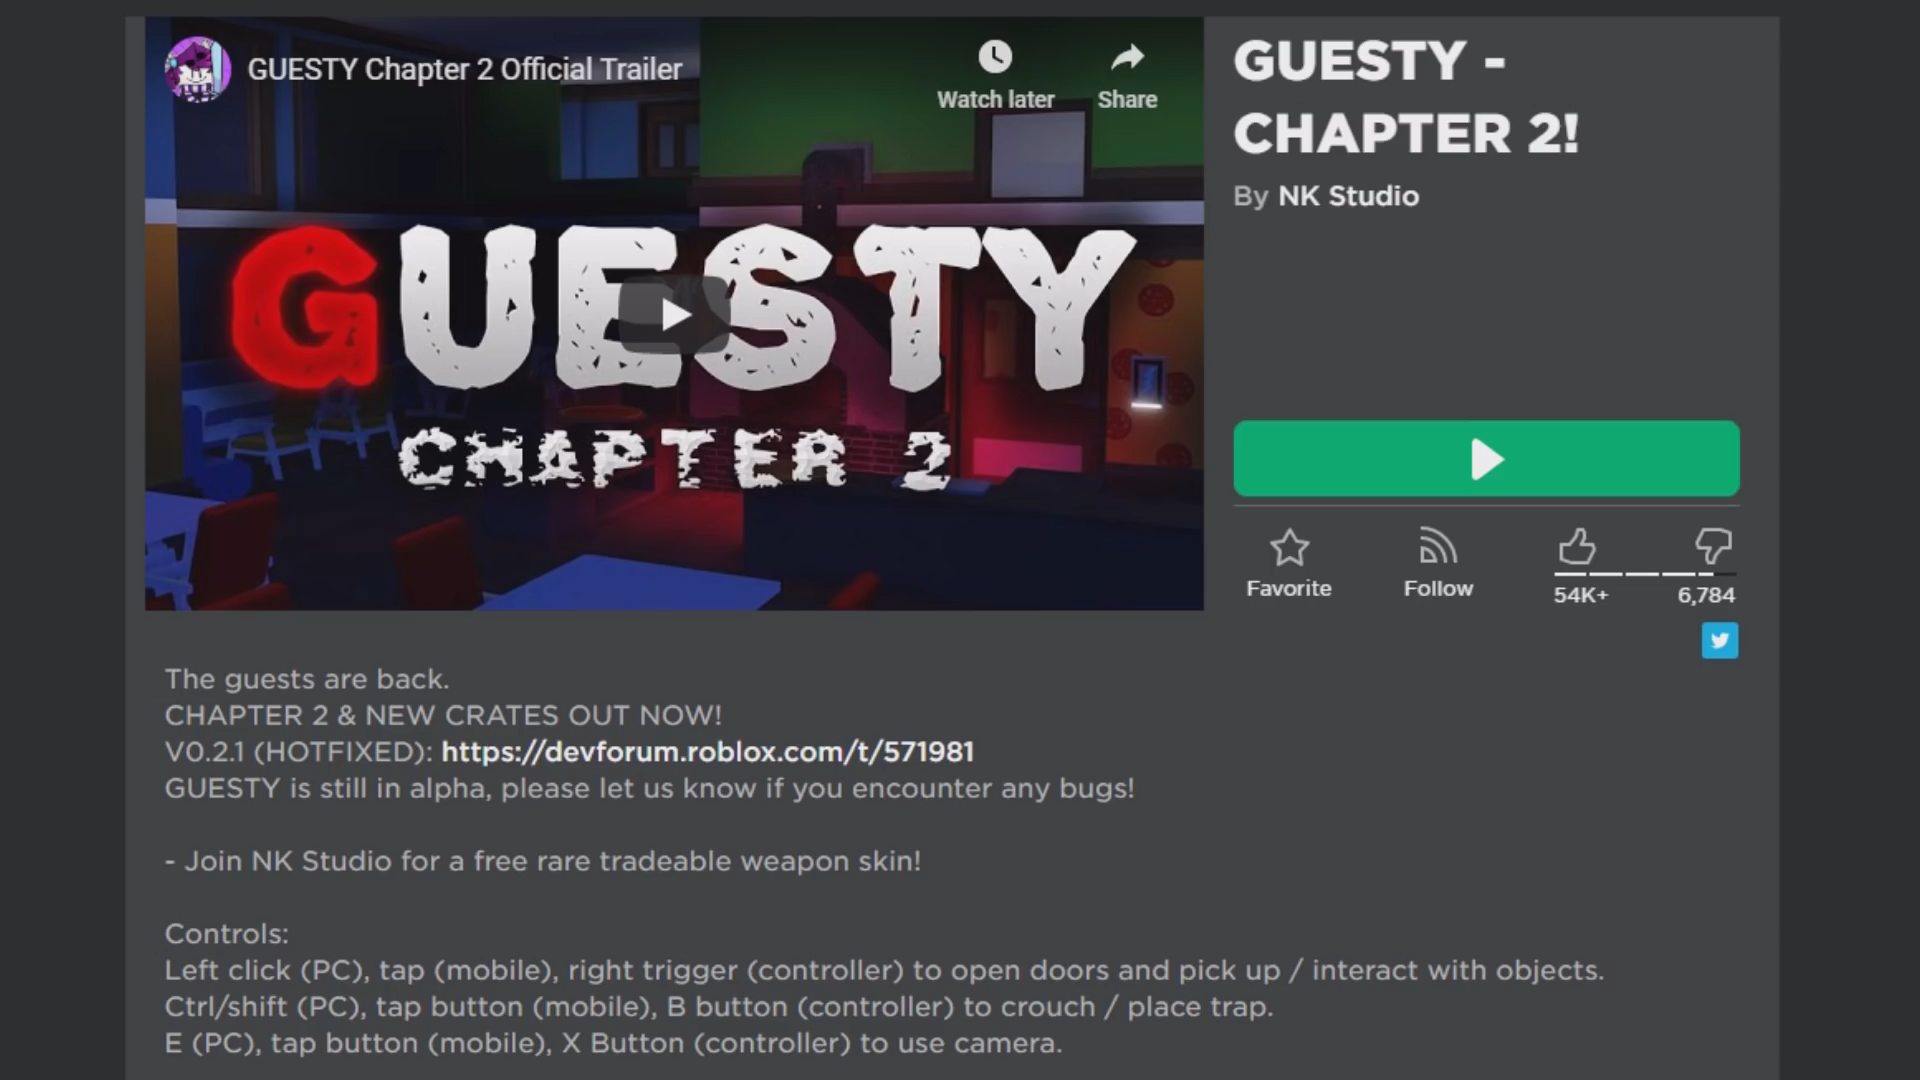 GUESTY Chapter 2 Official Trailer
Watch later
Share
GUESTY
CHAPTER 2
GUESTY -
CHAPTER 2!
By NK Studio
Favorite
Follow
54K+
6,784
The guests are back.
CHAPTER 2 & NEW CRATES OUT NOW!
V0.2.1 (HOTFIXED): https://devforum.roblox.com/t/571981
GUESTY is still in alpha, please let us know if you encounter any bugs!
- Join NK Studio for a free rare tradeable weapon skin!
Controls:
Left click (PC), tap (mobile), right trigger (controller) to open doors and pick up / interact with objects.
Ctrl/shift (PC), tap button (mobile), B button (controller) to crouch / place trap.
E (PC), tap button (mobile), X Button (controller) to use camera.